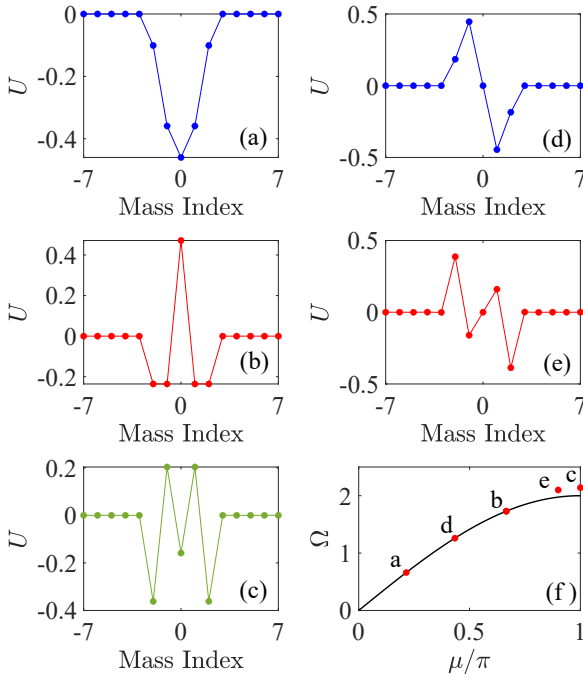 0
-0.2
-0.4
U
(a)
-7 0 7
Mass Index
0.5
0
-0.5
U
(d)
-7 0 7
Mass Index
0.4
0.2
0
-0.2
U
(b)
-7 0 7
Mass Index
0.5
0
-0.5
U
(e)
-7 0 7
Mass Index
0.2
0
-0.2
-0.4
U
(c)
-7 0 7
Mass Index
2
1
0
Ω
a d b e c
(f)
0 0.5 1
μ/π